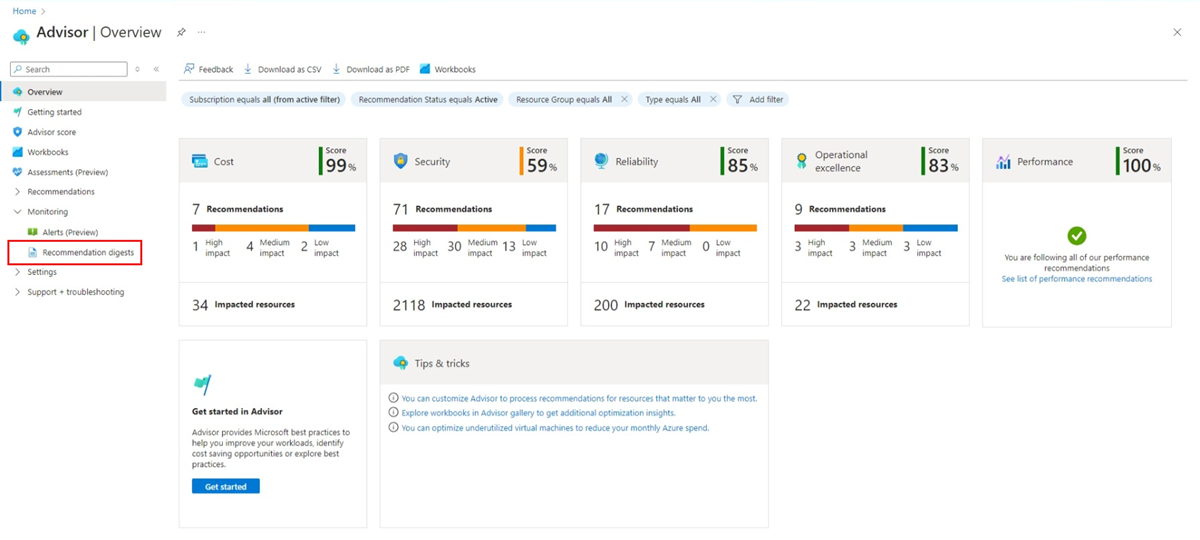 Home
Advisor | Overview
Search
Overview
Getting started
Advisor score
Workbooks
Assessments (Preview)
Recommendations
Monitoring
Alerts (Preview)
Recommendation digests
Settings
Support + troubleshooting
Feedback
Download as CSV
Download as PDF
Workbooks
Subscription equals all (from active filter)
Recommendation Status equals Active
Resource Group equals All
Type equals All
Add filter
Cost
Score
99%
7 Recommendations
1 High impact
4 Medium impact
2 Low impact
34 Impacted resources
Security
Score
59%
71 Recommendations
28 High impact
30 Medium impact
13 Low impact
2118 Impacted resources
Reliability
Score
85%
17 Recommendations
10 High impact
7 Medium impact
0 Low impact
200 Impacted resources
Operational
excellence
Score
83%
9 Recommendations
3 High impact
3 Medium impact
3 Low impact
22 Impacted resources
Performance
Score
100%
You are following all of our performance
recommendations
See list of performance recommendations
Get started in Advisor
Advisor provides Microsoft best practices to
help you improve your workloads, identify
cost saving opportunities or explore best
practices.
Get started
Tips & tricks
You can customize Advisor to process recommendations for resources that matter to you the most.
Explore workbooks in Advisor gallery to get additional optimization insights.
You can optimize underutilized virtual machines to reduce your monthly Azure spend.